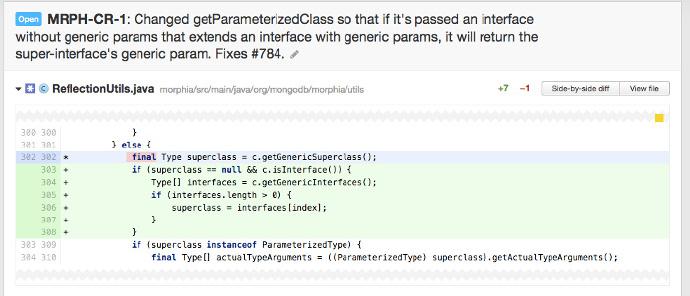 Open MRPH-CR-1: Changed getParameterizedClass so that if it's passed an interface
without generic params that extends an interface with generic params, it will return the
super-interface's generic param. Fixes #784.
ReflectionUtils.java morphia/src/main/java/org/mongodb/morphia/utils +7 −1 Side-by-side diff View file
300 300 }
301 301 } else {
302 302 * final Type superclass = c.getGenericSuperclass();
303 + if (superclass == null && c.isInterface()) {
304 + Type[] interfaces = c.getGenericInterfaces();
305 + if (interfaces.length > 0) {
306 + superclass = interfaces[index];
307 + }
308 + }
303 309 if (superclass instanceof ParameterizedType) {
304 310 final Type[] actualTypeArguments = ((ParameterizedType) superclass).getActualTypeArguments();